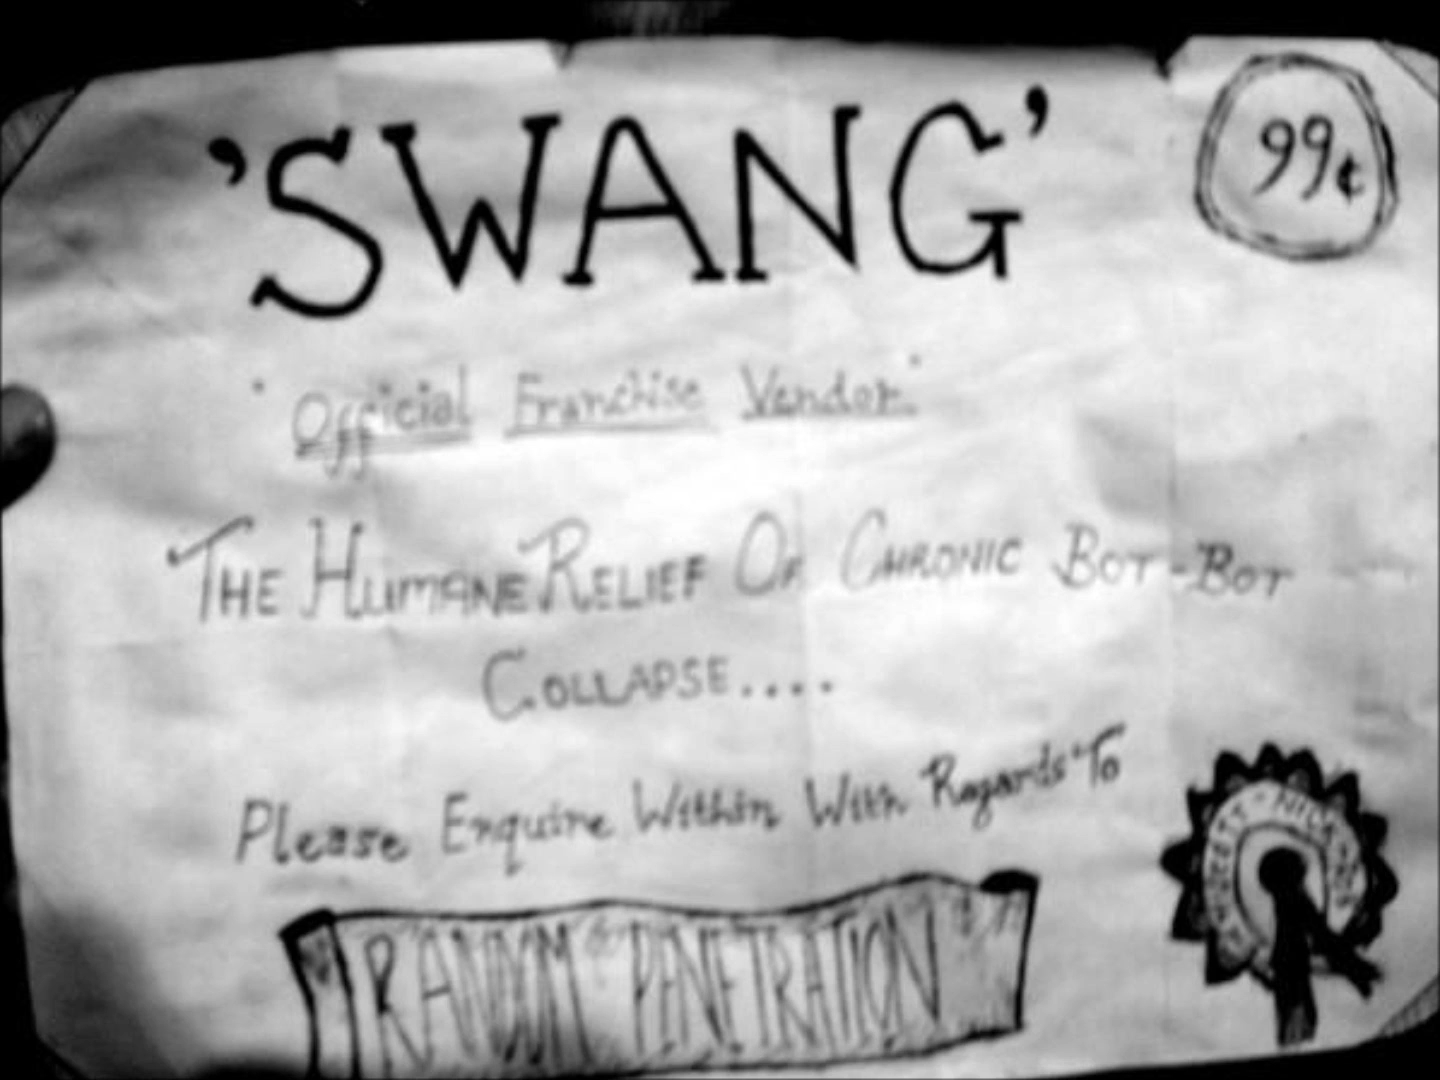 'SWANG'
99¢
"Official Franchise Vendor"
THE HUMANE RELIEF OF CHRONIC BOT-BOT
COLLAPSE....
Please Enquire Within With Regards To
RANDOM PENETRATION